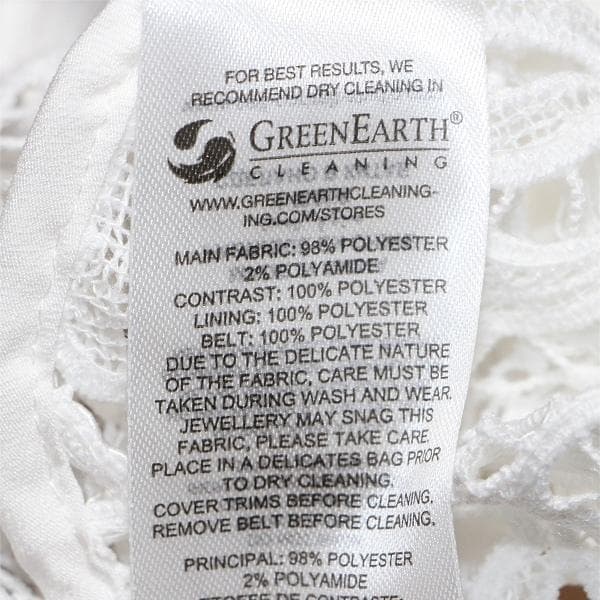 FOR BEST RESULTS, WE
RECOMMEND DRY CLEANING IN
GREENEARTH®
CLEANING
WWW.GREENEARTHCLEANING-
ING.COM/STORES
MAIN FABRIC: 98% POLYESTER
2% POLYAMIDE
CONTRAST: 100% POLYESTER
LINING: 100% POLYESTER
BELT: 100% POLYESTER
DUE TO THE DELICATE NATURE
OF THE FABRIC, CARE MUST BE
TAKEN DURING WASH AND WEAR.
JEWELLERY MAY SNAG THIS
FABRIC, PLEASE TAKE CARE
PLACE IN A DELICATES BAG PRIOR
TO DRY CLEANING.
COVER TRIMS BEFORE CLEANING.
REMOVE BELT BEFORE CLEANING.
PRINCIPAL: 98% POLYESTER
2% POLYAMIDE
ETOFFE DE CONTRASTE: